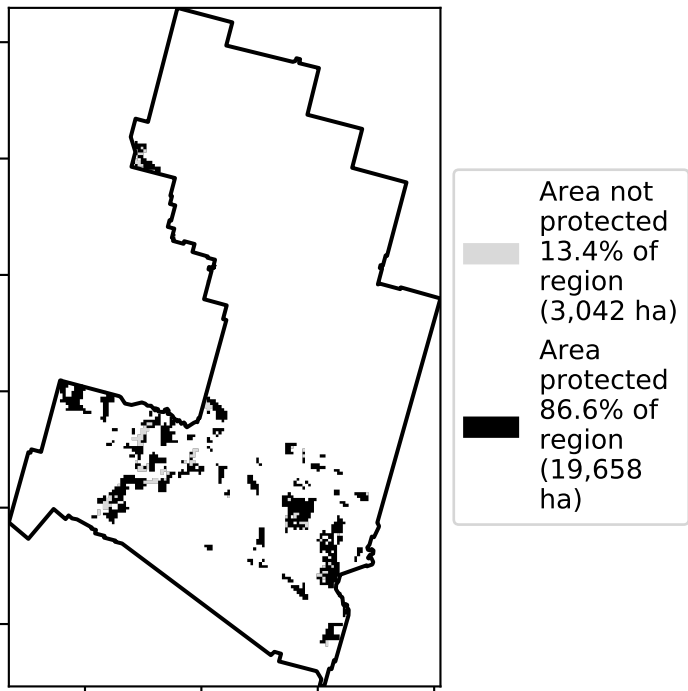 Area not
protected
13.4% of
region
(3,042 ha)
Area
protected
86.6% of
region
(19,658
ha)